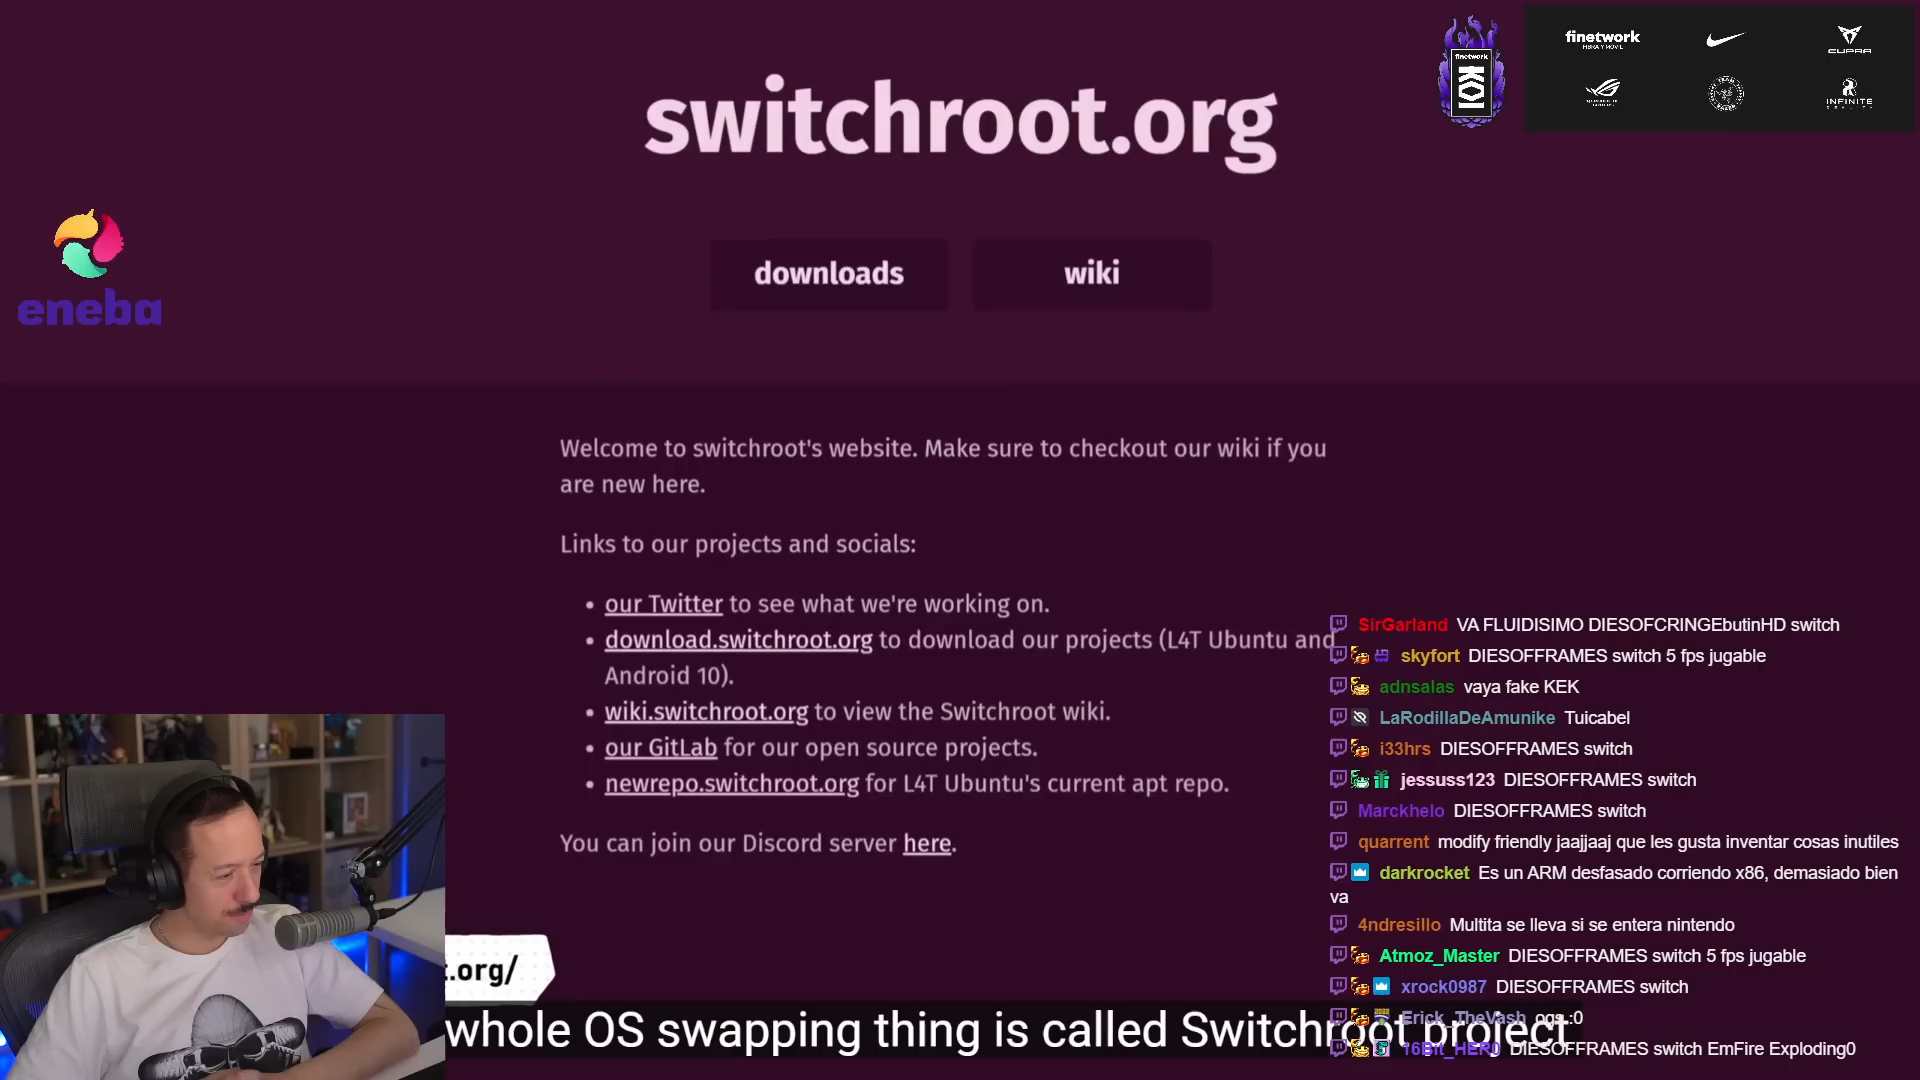 switchroot.org
finetwork
CUPRA
finetwork
KOI
INFINITE
eneba
downloads
wiki
Welcome to switchroot's website. Make sure to checkout our wiki if you
are new here.
Links to our projects and socials:
• our Twitter to see what we're working on.
• download.switchroot.org to download our projects (L4T Ubuntu and
Android 10).
• wiki.switchroot.org to view the Switchroot wiki.
• our GitLab for our open source projects.
• newrepo.switchroot.org for L4T Ubuntu's current apt repo.
You can join our Discord server here.
SirGarland VA FLUIDISIMO DIESOFCRINGEbutinHD switch
skyfort DIESOFFRAMES switch 5 fps jugable
adnsalas vaya fake KEK
LaRodillaDeAmunike Tuicabel
i33hrs DIESOFFRAMES switch
jessuss123 DIESOFFRAMES switch
Marckhelo DIESOFFRAMES switch
quarrent modify friendly jaajjaaj que les gusta inventar cosas inutiles
darkrocket Es un ARM desfasado corriendo x86, demasiado bien
va
4ndresillo Multita se lleva si se entera nintendo
Atmoz_Master DIESOFFRAMES switch 5 fps jugable
xrock0987 DIESOFFRAMES switch
Erick_TheVash ogs :0
16Bit_HER0 DIESOFFRAMES switch EmFire Exploding0
t.org/
whole OS swapping thing is called Switchroot project